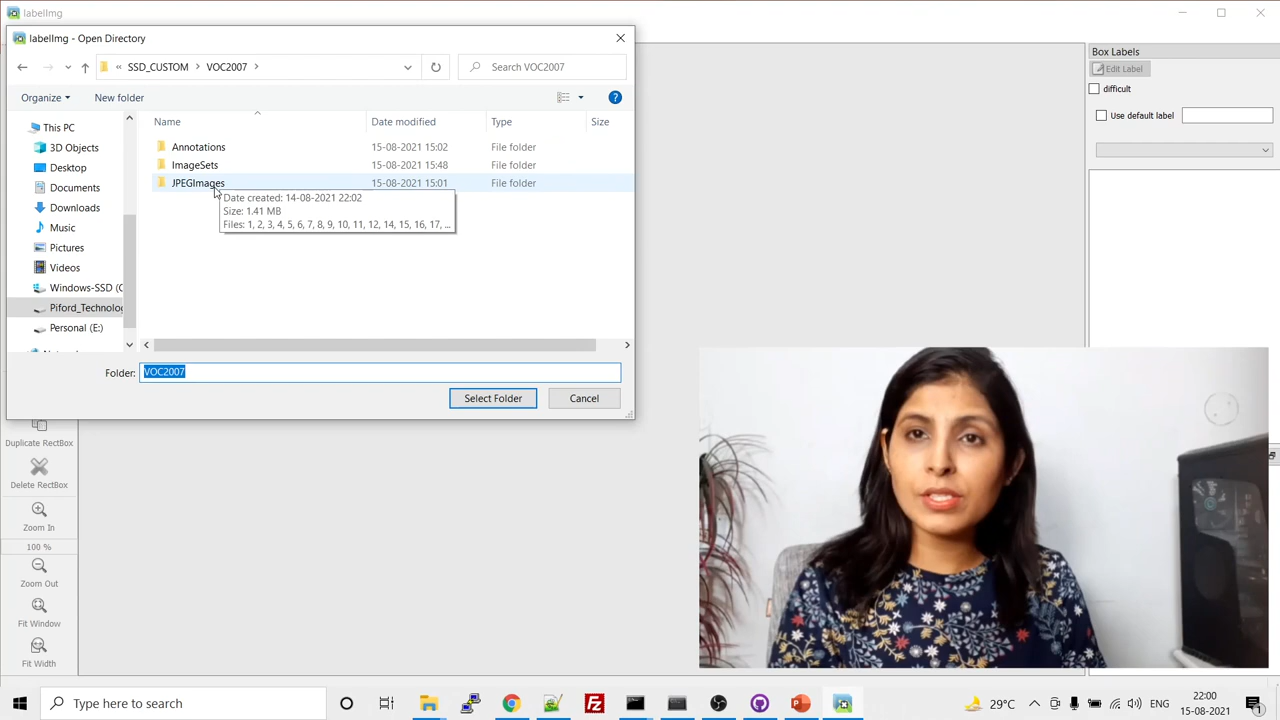 labelImg
labelImg - Open Directory
« SSD_CUSTOM > VOC2007 >
Search VOC2007
Organize
New folder
Name
Date modified
Type
Size
This PC
3D Objects
Desktop
Documents
Downloads
Music
Pictures
Videos
Windows-SSD (C
Piford_Technolo
Personal (E:)
Annotations 15-08-2021 15:02 File folder
ImageSets 15-08-2021 15:48 File folder
JPEGImages 15-08-2021 15:01 File folder
Date created: 14-08-2021 22:02
Size: 1.41 MB
Files: 1, 2, 3, 4, 5, 6, 7, 8, 9, 10, 11, 12, 14, 15, 16, 17, ...
Folder: VOC2007
Select Folder
Cancel
Box Labels
Edit Label
difficult
Use default label
Duplicate RectBox
Delete RectBox
Zoom In
100 %
Zoom Out
Fit Window
Fit Width
Type here to search
29°C
ENG
22:00
15-08-2021
1